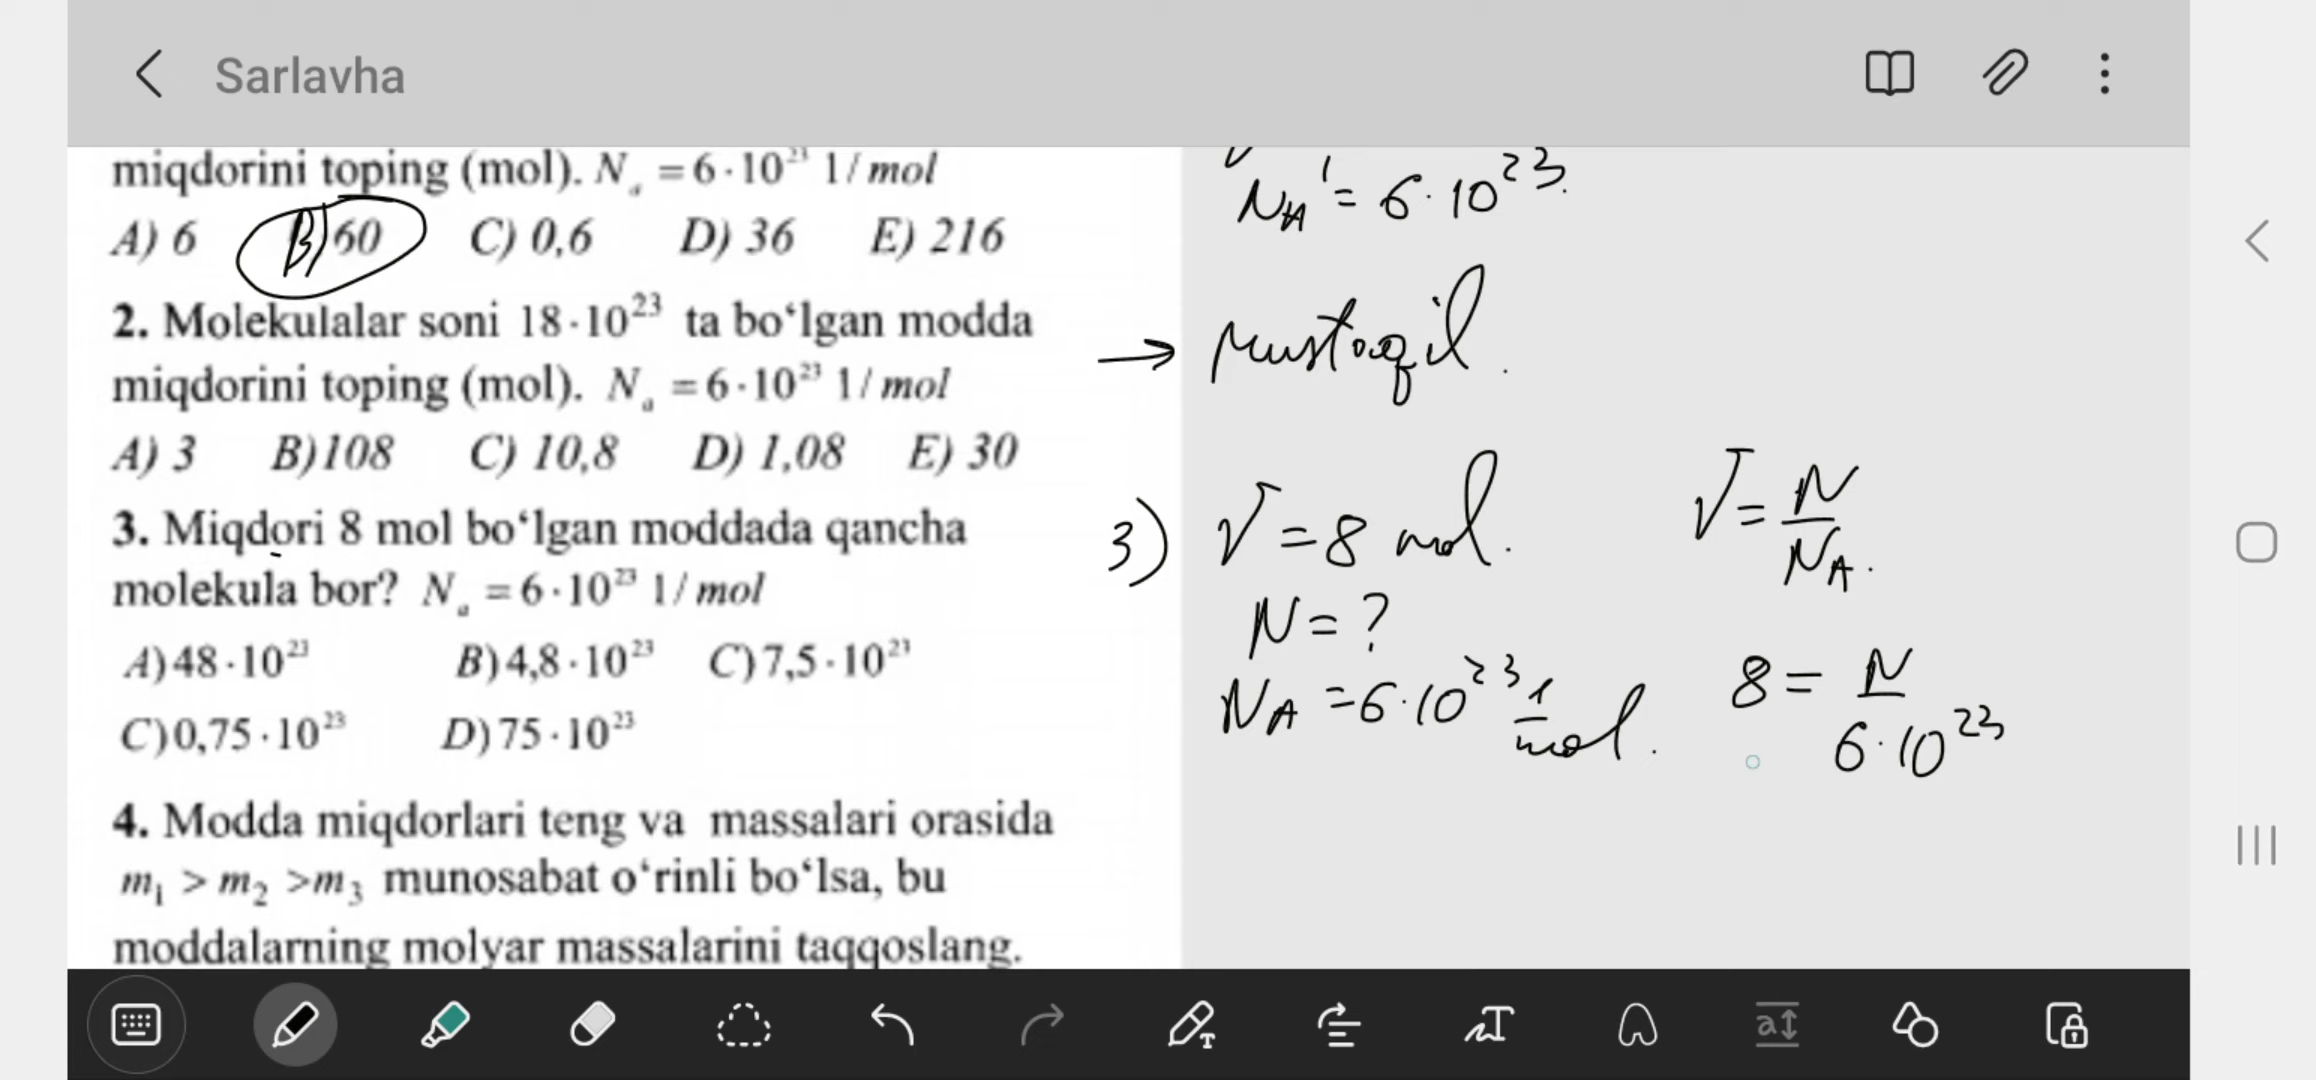 Sarlavha
miqdorini toping (mol). Nₐ = 6·10²³ 1/mol
A) 6 B) 60 C) 0,6 D) 36 E) 216
2. Molekulalar soni 18·10²³ ta bo‘lgan modda
miqdorini toping (mol). Nₐ = 6·10²³ 1/mol
A) 3 B)108 C) 10,8 D) 1,08 E) 30
3. Miqdori 8 mol bo‘lgan moddada qancha
molekula bor? Nₐ = 6·10²³ 1/mol
A)48·10²³ B)4,8·10²³ C)7,5·10²³
C)0,75·10²³ D)75·10²³
4. Modda miqdorlari teng va massalari orasida
m₁ > m₂ >m₃ munosabat o‘rinli bo‘lsa, bu
moddalarning molyar massalarini taqqoslang.
N_A = 6·10²³.
→ Mustaqil.
3) ν = 8 mol. ν = N/N_A.
N = ?
N_A = 6·10²³ 1/mol. 8 = N/6·10²³